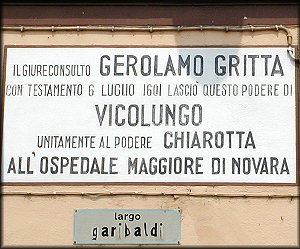 IL GIURECONSULTO GEROLAMO GRITTA
CON TESTAMENTO 6 LUGLIO 1601 LASCIÒ QUESTO PODERE DI
VICOLUNGO
UNITAMENTE AL PODERE CHIAROTTA
ALL'OSPEDALE MAGGIORE DI NOVARA
largo
garibaldi